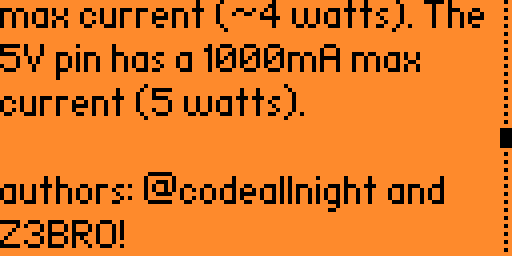 max current (~4 watts). The
5V pin has a 1000mA max
current (5 watts).
authors: @codeallnight and
Z3BRO!